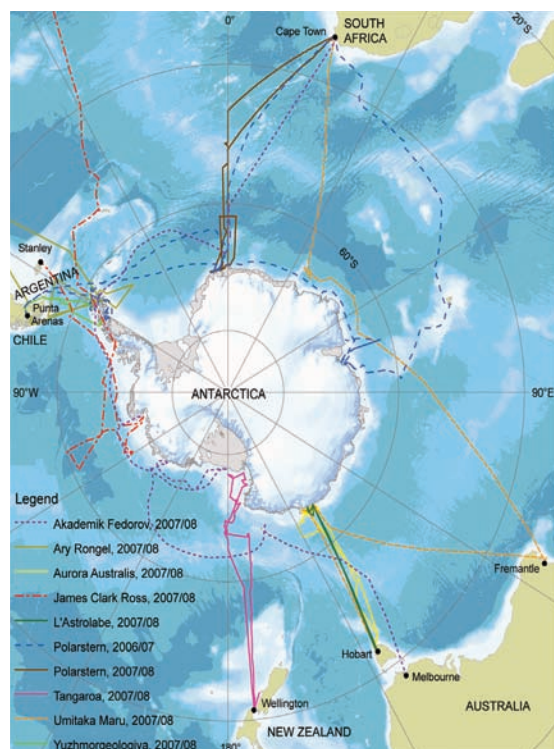 0°
SOUTH
AFRICA
20°S
Cape Town
60°S
Stanley
ARGENTINA
Punta
Arenas
CHILE
90°W
ANTARCTICA
90°E
Legend
Akademik Fedorov, 2007/08
Ary Rongel, 2007/08
Aurora Australis, 2007/08
James Clark Ross, 2007/08
L'Astrolabe, 2007/08
Polarstern, 2006/07
Polarstern, 2007/08
Tangaroa, 2007/08
Umitaka Maru, 2007/08
Yuzhmorgeologiya, 2007/08
Fremantle
Hobart
Melbourne
Wellington
AUSTRALIA
NEW ZEALAND
180°